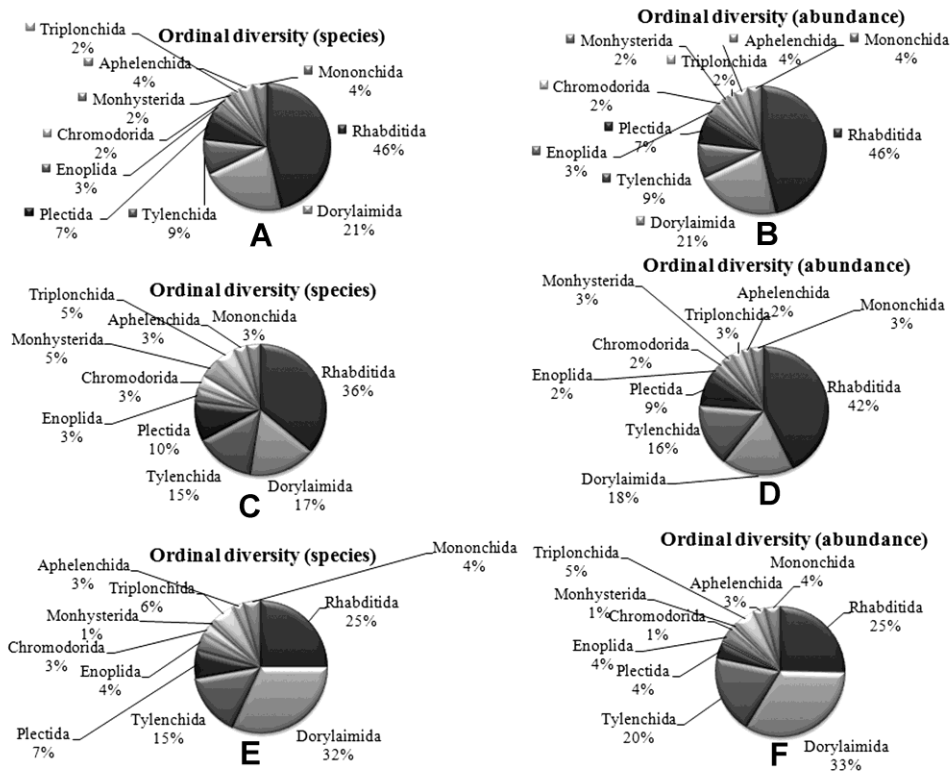 Ordinal diversity (species)
Triplonchida
2%
Aphelenchida
4%
Monhysterida
2%
Chromodorida
2%
Enoplida
3%
Plectida
7%
Tylenchida
9%
Mononchida
4%
Rhabditida
46%
Dorylaimida
21%
A
Ordinal diversity (abundance)
Monhysterida
2%
Triplonchida
2%
Aphelenchida
4%
Mononchida
4%
Chromodorida
2%
Plectida
7%
Enoplida
3%
Tylenchida
9%
Dorylaimida
21%
Rhabditida
46%
B
Ordinal diversity (species)
Triplonchida
5%
Aphelenchida
3%
Mononchida
3%
Monhysterida
5%
Chromodorida
3%
Enoplida
3%
Plectida
10%
Tylenchida
15%
Dorylaimida
17%
Rhabditida
36%
C
Ordinal diversity (abundance)
Monhysterida
3%
Triplonchida
3%
Aphelenchida
2%
Mononchida
3%
Chromodorida
2%
Enoplida
2%
Plectida
9%
Tylenchida
16%
Dorylaimida
18%
Rhabditida
42%
D
Ordinal diversity (species)
Aphelenchida
3%
Triplonchida
6%
Monhysterida
1%
Chromodorida
3%
Enoplida
4%
Plectida
7%
Tylenchida
15%
Dorylaimida
32%
Rhabditida
25%
Mononchida
4%
E
Ordinal diversity (abundance)
Triplonchida
5%
Aphelenchida
3%
Mononchida
4%
Monhysterida
1%
Chromodorida
1%
Enoplida
4%
Plectida
4%
Tylenchida
20%
Dorylaimida
33%
Rhabditida
25%
F